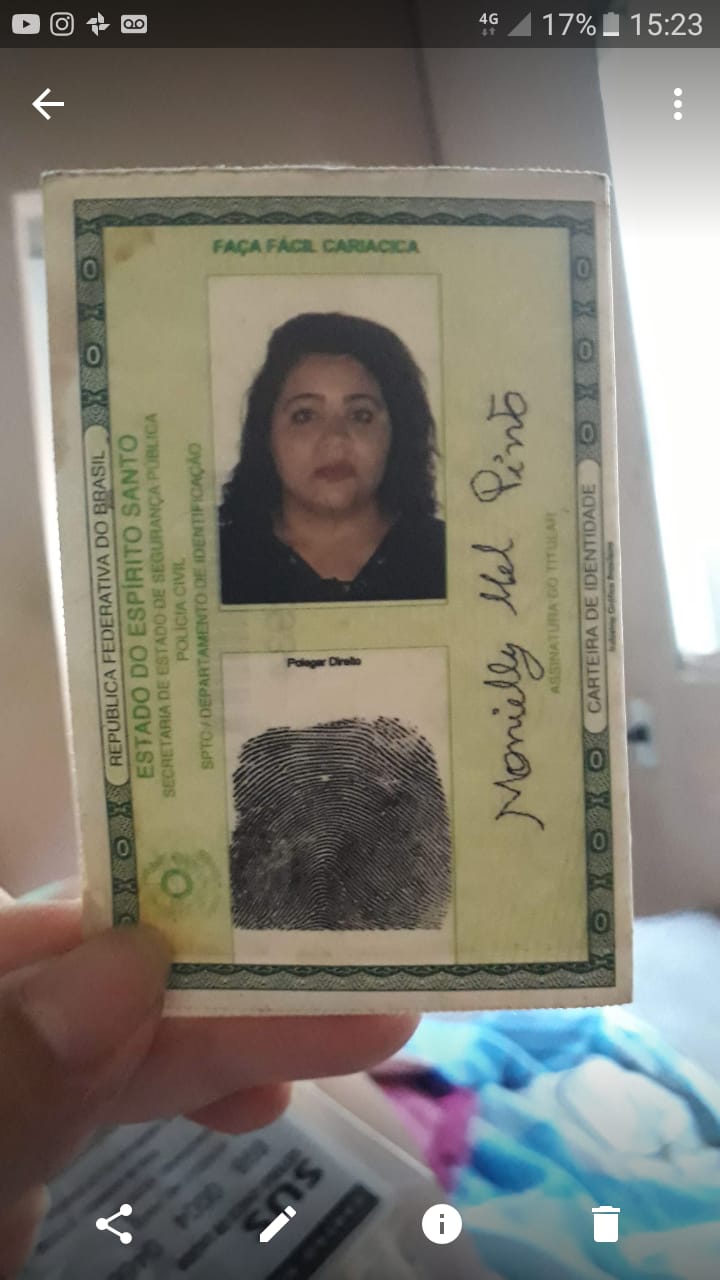 4G
17%
15:23
FAÇA FÁCIL CARIACICA
REPUBLICA FEDERATIVA DO BRASIL
ESTADO DO ESPÍRITO SANTO
SECRETARIA DE ESTADO DE SEGURANÇA PÚBLICA
POLÍCIA CIVIL
SPTC / DEPARTAMENTO DE IDENTIFICAÇÃO
Polegar Direito
Monielly Mel Pinto
ASSINATURA DO TITULAR
CARTEIRA DE IDENTIDADE
SUS